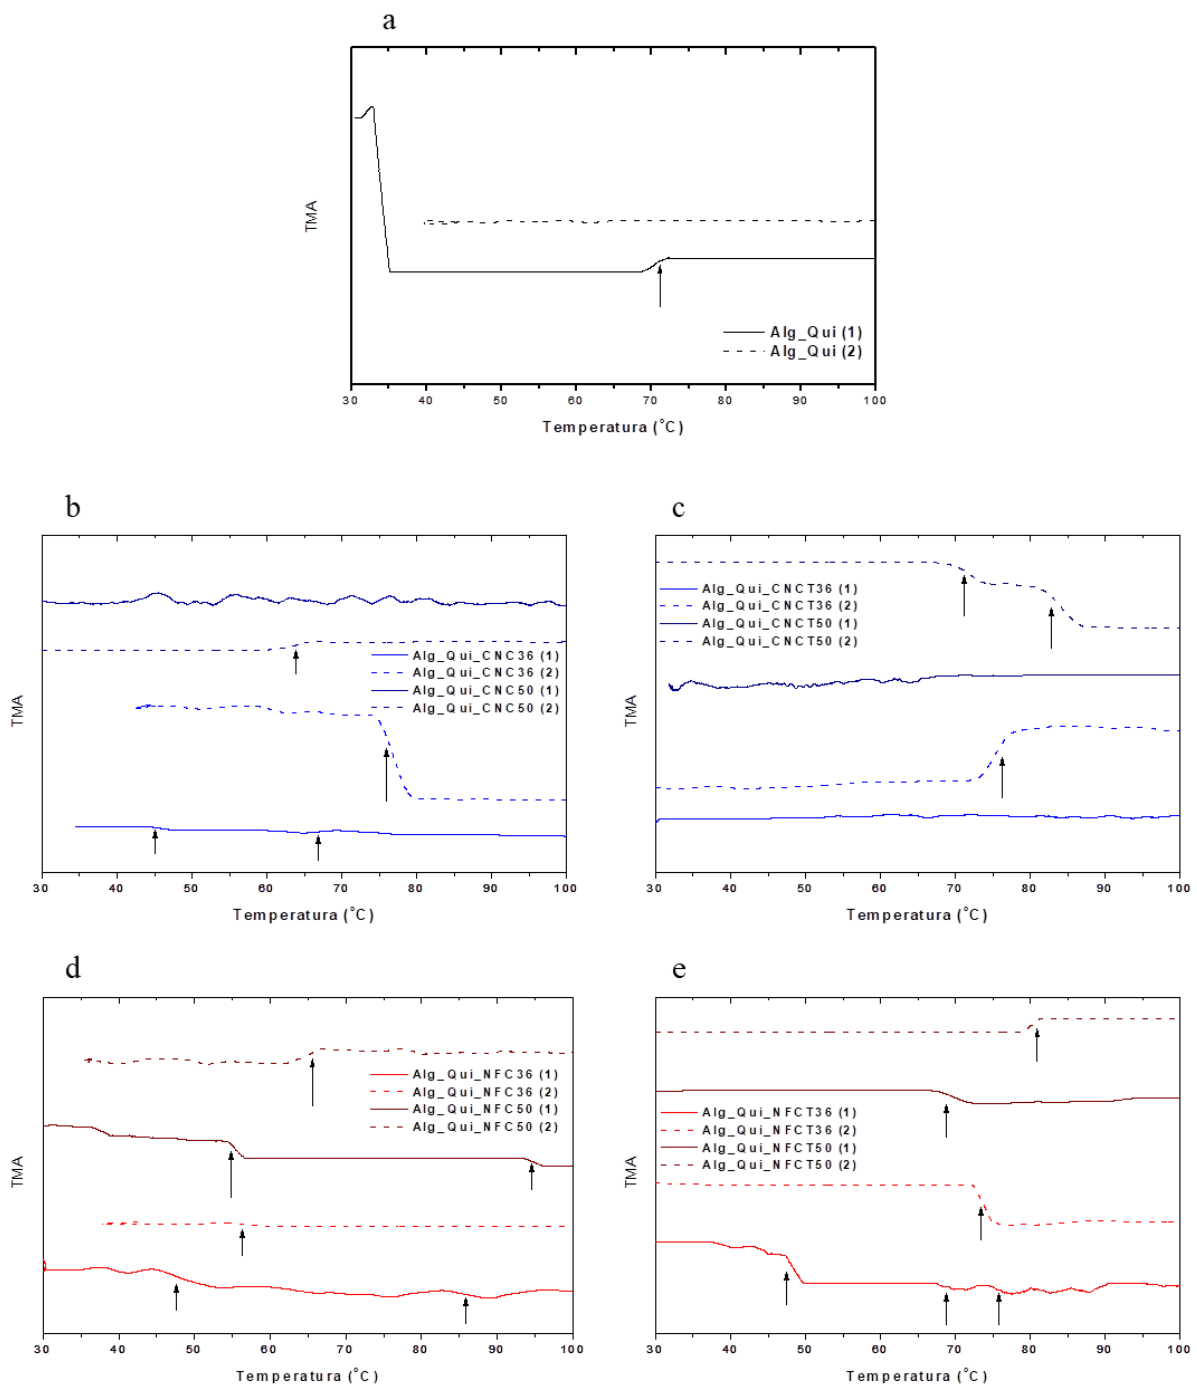 a
TMA
Alg_Qui (1)
Alg_Qui (2)
30 40 50 60 70 80 90 100
Temperatura (°C)
b
TMA
Alg_Qui_CNC36 (1)
Alg_Qui_CNC36 (2)
Alg_Qui_CNC50 (1)
Alg_Qui_CNC50 (2)
30 40 50 60 70 80 90 100
Temperatura (°C)
c
TMA
Alg_Qui_CNCT36 (1)
Alg_Qui_CNCT36 (2)
Alg_Qui_CNCT50 (1)
Alg_Qui_CNCT50 (2)
30 40 50 60 70 80 90 100
Temperatura (°C)
d
TMA
Alg_Qui_NFC36 (1)
Alg_Qui_NFC36 (2)
Alg_Qui_NFC50 (1)
Alg_Qui_NFC50 (2)
30 40 50 60 70 80 90 100
Temperatura (°C)
e
TMA
Alg_Qui_NFCT36 (1)
Alg_Qui_NFCT36 (2)
Alg_Qui_NFCT50 (1)
Alg_Qui_NFCT50 (2)
30 40 50 60 70 80 90 100
Temperatura (°C)